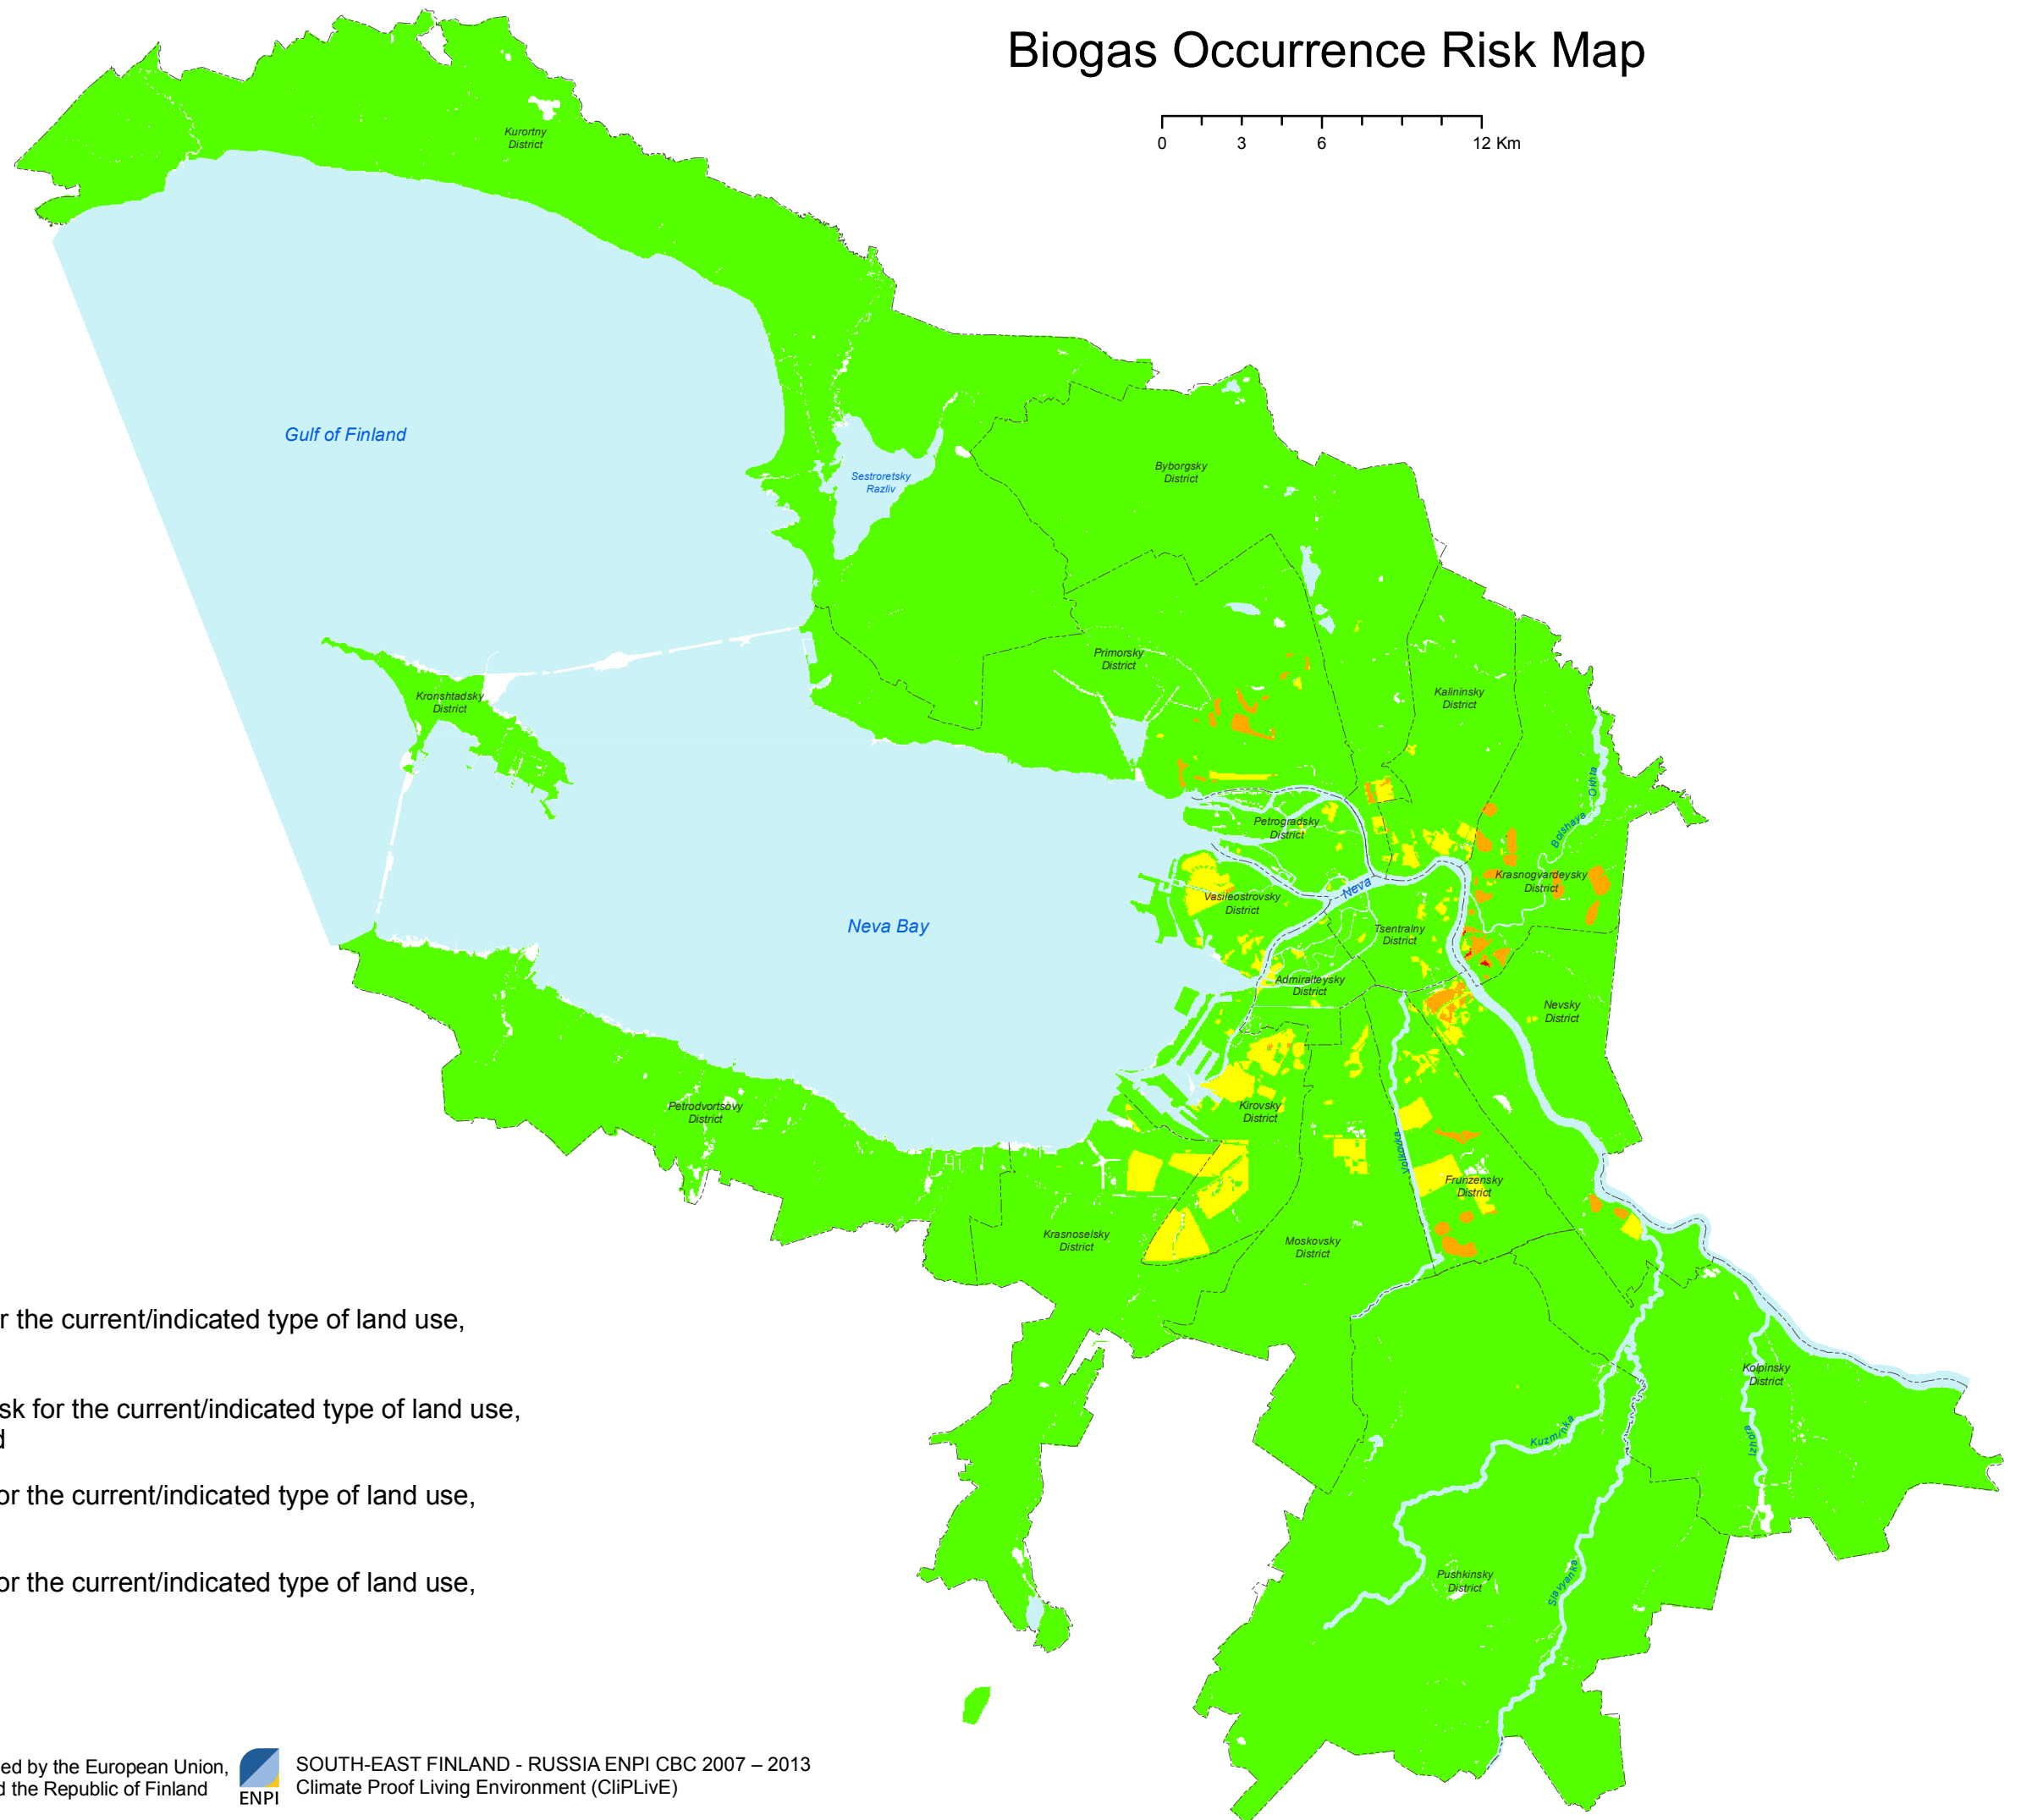 Biogas Occurrence Risk Map
0 3 6 12 Km
Kurortny
District
Gulf of Finland
Sestroretsky
Razliv
Byborgsky
District
Primorsky
District
Kronshtadsky
District
Kalininsky
District
Okhta
Bolshaya
Petrogradsky
District
Krasnogvardeysky
District
Neva
Vasileostrovsky
District
Neva Bay
Tsentralny
District
Admiralteysky
District
Nevsky
District
Petrodvortsovy
District
Kirovsky
District
Volkovka
Frunzensky
District
Krasnoselsky
District
Moskovsky
District
Kolpinsky
District
Kuzminka
Izhora
Pushkinsky
District
Slavyanka
r the current/indicated type of land use,
sk for the current/indicated type of land use,
d
or the current/indicated type of land use,
or the current/indicated type of land use,
ed by the European Union,
d the Republic of Finland
ENPI
SOUTH-EAST FINLAND - RUSSIA ENPI CBC 2007 – 2013
Climate Proof Living Environment (CliPLivE)